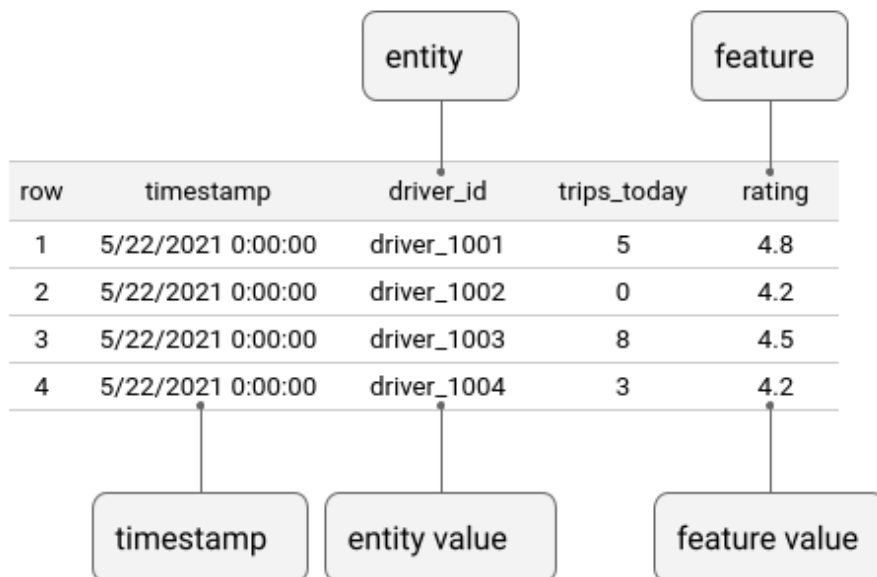 entity feature
row timestamp driver_id trips_today rating
1 5/22/2021 0:00:00 driver_1001 5 4.8
2 5/22/2021 0:00:00 driver_1002 0 4.2
3 5/22/2021 0:00:00 driver_1003 8 4.5
4 5/22/2021 0:00:00 driver_1004 3 4.2
timestamp entity value feature value